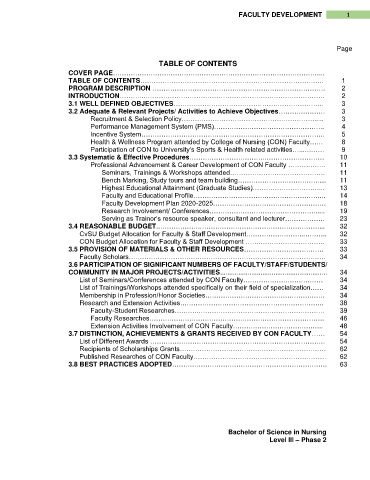 FACULTY DEVELOPMENT 1
Page
TABLE OF CONTENTS
COVER PAGE
TABLE OF CONTENTS 1
PROGRAM DESCRIPTION 2
INTRODUCTION 2
3.1 WELL DEFINED OBJECTIVES 3
3.2 Adequate & Relevant Projects/ Activities to Achieve Objectives 3
Recruitment & Selection Policy 3
Performance Management System (PMS) 4
Incentive System 5
Health & Wellness Program attended by College of Nursing (CON) Faculty 8
Participation of CON to University's Sports & Health related activities 9
3.3 Systematic & Effective Procedures 10
Professional Advancement & Career Development of CON Faculty 11
Seminars, Trainings & Workshops attended 11
Bench Marking, Study tours and team building 11
Highest Educational Attainment (Graduate Studies) 13
Faculty and Educational Profile 14
Faculty Development Plan 2020-2025 18
Research Involvement/ Conferences 19
Serving as Trainor's resource speaker, consultant and lecturer 23
3.4 REASONABLE BUDGET 32
CvSU Budget Allocation for Faculty & Staff Development 32
CON Budget Allocation for Faculty & Staff Development 33
3.5 PROVISION OF MATERIALS & OTHER RESOURCES 33
Faculty Scholars 34
3.6 PARTICIPATION OF SIGNIFICANT NUMBERS OF FACULTY/STAFF/STUDENTS/
COMMUNITY IN MAJOR PROJECTS/ACTIVITIES 34
List of Seminars/Conferences attended by CON Faculty 34
List of Trainings/Workshops attended specifically on their field of specialization 34
Membership in Profession/Honor Societies 34
Research and Extension Activities 38
Faculty-Student Researches 39
Faculty Researches 46
Extension Activities Involvement of CON Faculty 48
3.7 DISTINCTION, ACHIEVEMENTS & GRANTS RECEIVED BY CON FACULTY 54
List of Different Awards 54
Recipients of Scholarships Grants 62
Published Researches of CON Faculty 62
3.8 BEST PRACTICES ADOPTED 63
Bachelor of Science in Nursing
Level III – Phase 2